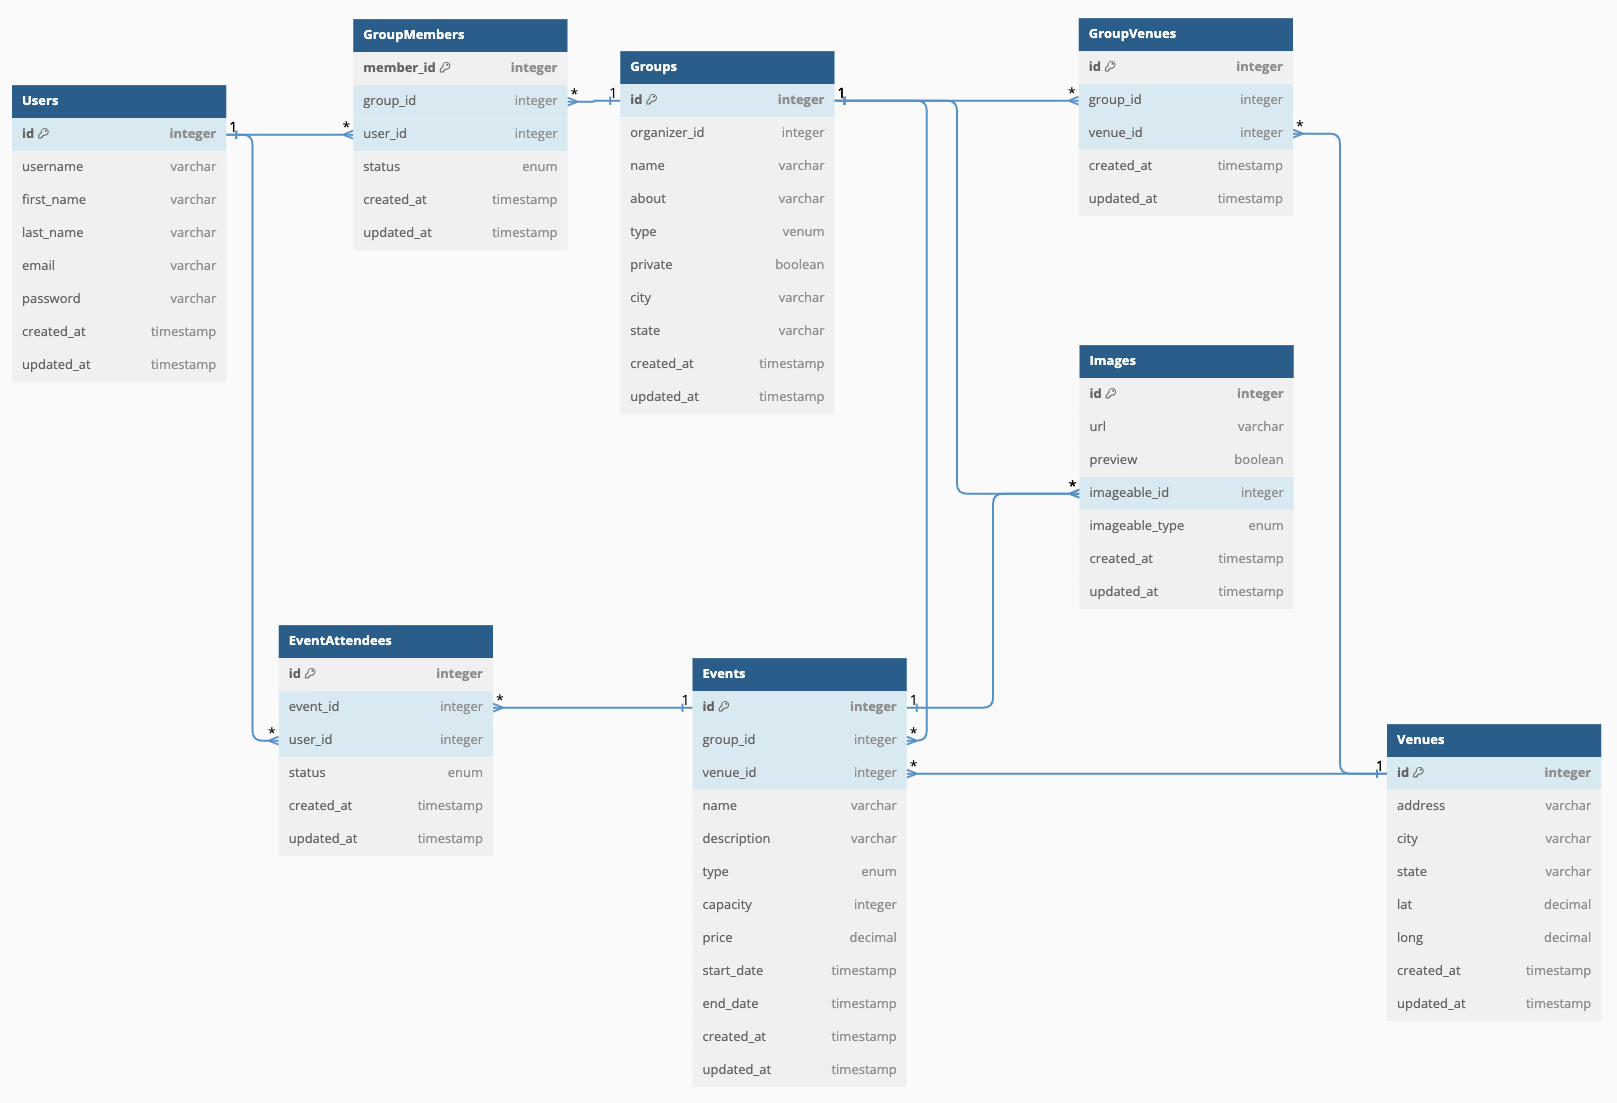 Users
id integer
username varchar
first_name varchar
last_name varchar
email varchar
password varchar
created_at timestamp
updated_at timestamp
1
*
*
GroupMembers
member_id integer
group_id integer
user_id integer
status enum
created_at timestamp
updated_at timestamp
*
1
Groups
id integer
organizer_id integer
name varchar
about varchar
type venum
private boolean
city varchar
state varchar
created_at timestamp
updated_at timestamp
1
*
GroupVenues
id integer
group_id integer
venue_id integer
created_at timestamp
updated_at timestamp
*
Images
id integer
url varchar
preview boolean
imageable_id integer
imageable_type enum
created_at timestamp
updated_at timestamp
*
EventAttendees
id integer
event_id integer
user_id integer
status enum
created_at timestamp
updated_at timestamp
*
1
Events
id integer
group_id integer
venue_id integer
name varchar
description varchar
type enum
capacity integer
price decimal
start_date timestamp
end_date timestamp
created_at timestamp
updated_at timestamp
1
*
*
1
Venues
id integer
address varchar
city varchar
state varchar
lat decimal
long decimal
created_at timestamp
updated_at timestamp